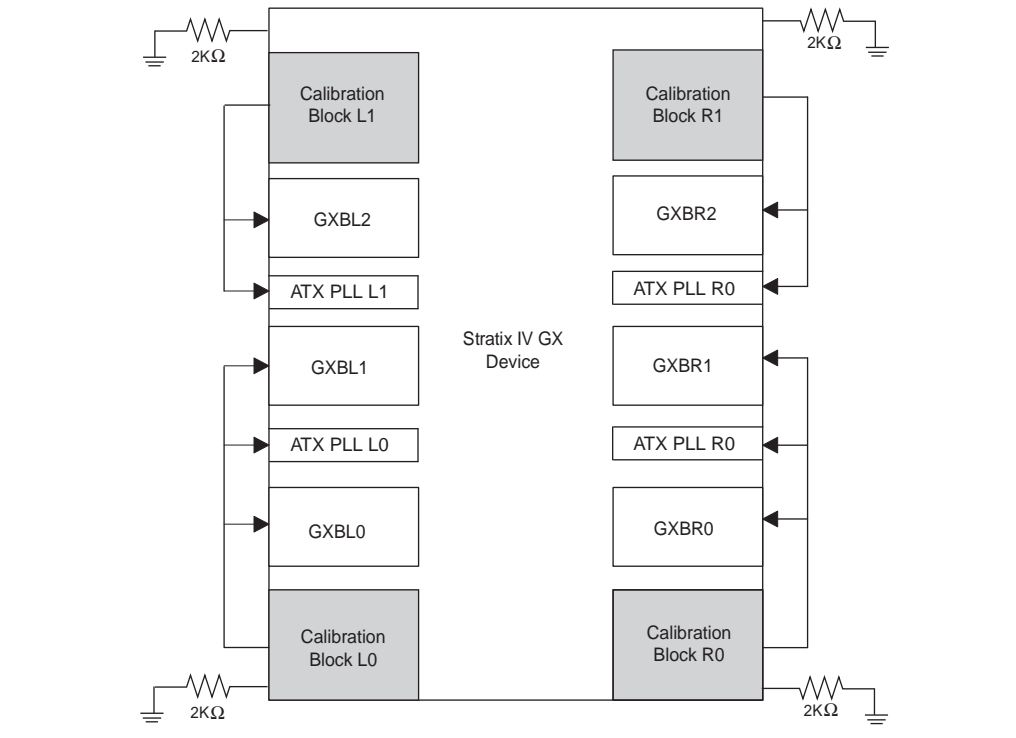 2KΩ
2KΩ
Calibration
Block L1
Calibration
Block R1
GXBL2
GXBR2
ATX PLL L1
ATX PLL R0
Stratix IV GX
Device
GXBL1
GXBR1
ATX PLL L0
ATX PLL R0
GXBL0
GXBR0
Calibration
Block L0
Calibration
Block R0
2KΩ
2KΩ